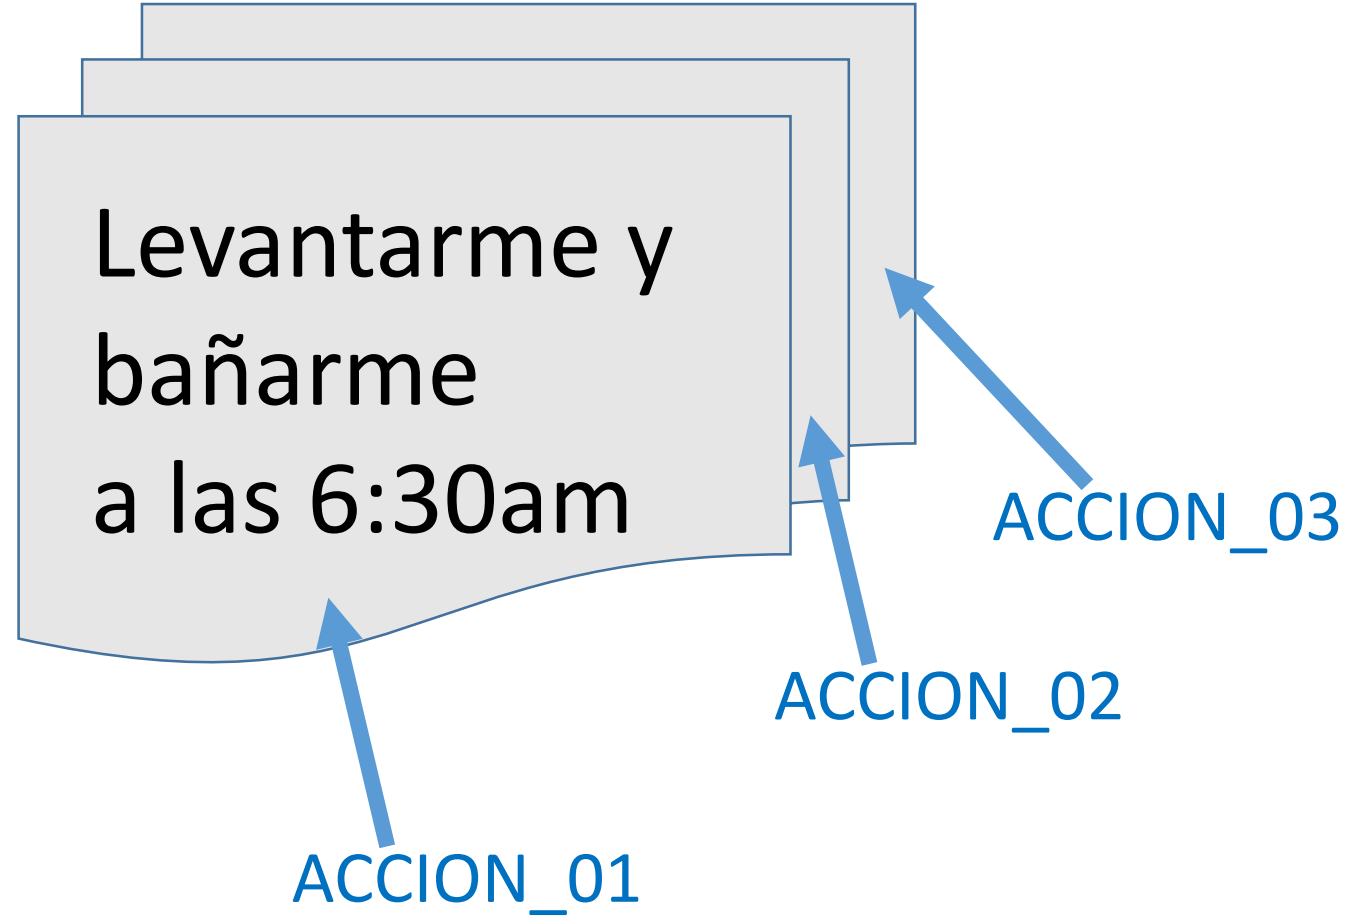 Levantarme y
bañarme
a las 6:30am
ACCION_03
ACCION_02
ACCION_01